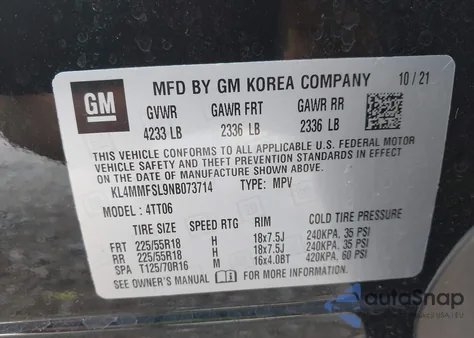 GM
MFD BY GM KOREA COMPANY 10/21
GVWR GAWR FRT GAWR RR
4233 LB 2336 LB 2336 LB
THIS VEHICLE CONFORMS TO ALL APPLICABLE U.S. FEDERAL MOTOR
VEHICLE SAFETY AND THEFT PREVENTION STANDARDS IN
EFFECT ON THE DATE OF MANUFACTURE SHOWN ABOVE.
KL4MMFSL9NB073714 TYPE: MPV
MODEL: 4TT06
TIRE SIZE SPEED RTG RIM COLD TIRE PRESSURE
FRT 225/55R18 H 18x7.5J 240KPA, 35 PSI
RR 225/55R18 H 18x7.5J 240KPA, 35 PSI
SPA T125/70R16 M 16x4.0BT 420KPA, 60 PSI
SEE OWNER'S MANUAL FOR MORE INFORMATION.
autoSnap